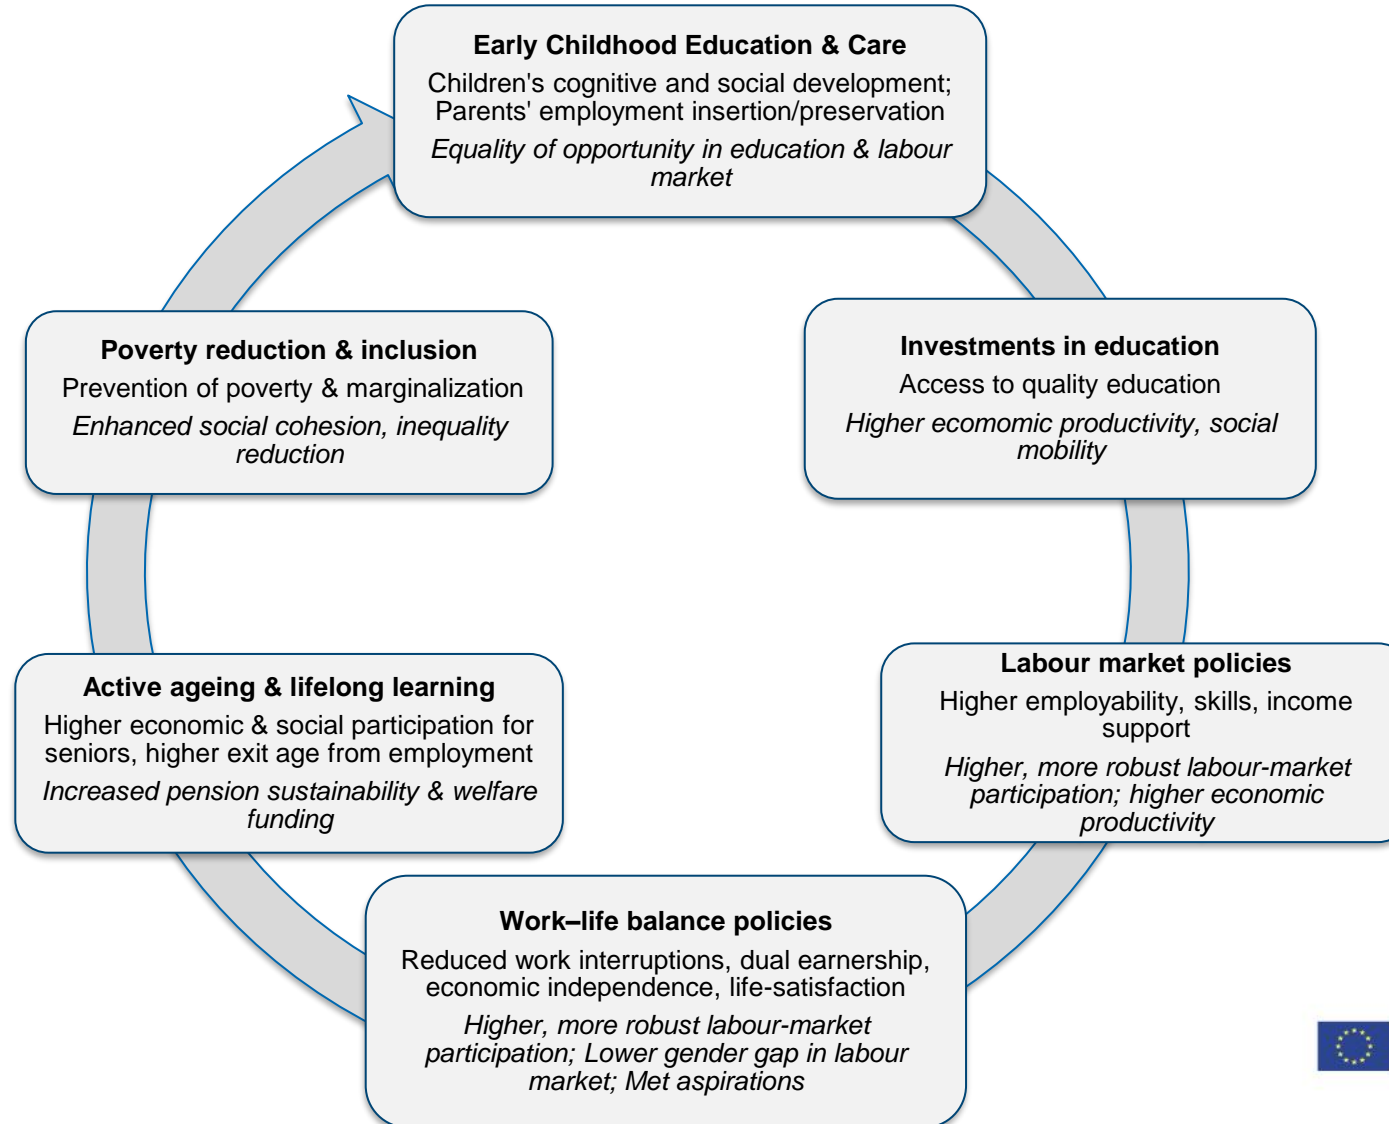 Early Childhood Education & Care
Children's cognitive and social development;
Parents' employment insertion/preservation
Equality of opportunity in education & labour
market
Investments in education
Access to quality education
Higher ecomomic productivity, social
mobility
Labour market policies
Higher employability, skills, income
support
Higher, more robust labour-market
participation; higher economic
productivity
Work–life balance policies
Reduced work interruptions, dual earnership,
economic independence, life-satisfaction
Higher, more robust labour-market
participation; Lower gender gap in labour
market; Met aspirations
Active ageing & lifelong learning
Higher economic & social participation for
seniors, higher exit age from employment
Increased pension sustainability & welfare
funding
Poverty reduction & inclusion
Prevention of poverty & marginalization
Enhanced social cohesion, inequality
reduction